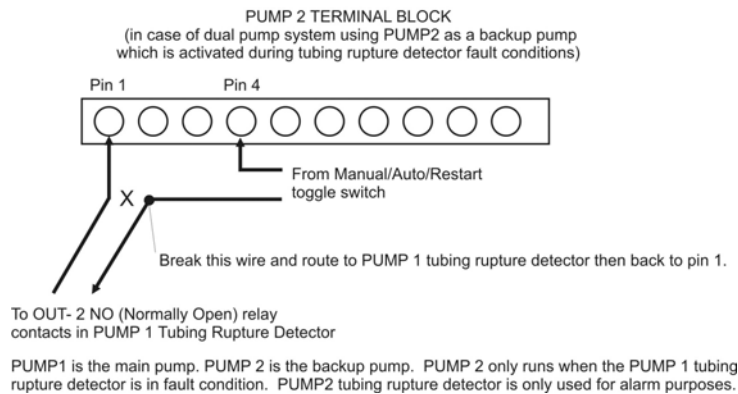 PUMP 2 TERMINAL BLOCK
(in case of dual pump system using PUMP2 as a backup pump
which is activated during tubing rupture detector fault conditions)
Pin 1
Pin 4
From Manual/Auto/Restart
toggle switch
X
Break this wire and route to PUMP 1 tubing rupture detector then back to pin 1.
To OUT- 2 NO (Normally Open) relay
contacts in PUMP 1 Tubing Rupture Detector
PUMP1 is the main pump. PUMP 2 is the backup pump.  PUMP 2 only runs when the PUMP 1 tubing
rupture detector is in fault condition.  PUMP2 tubing rupture detector is only used for alarm purposes.